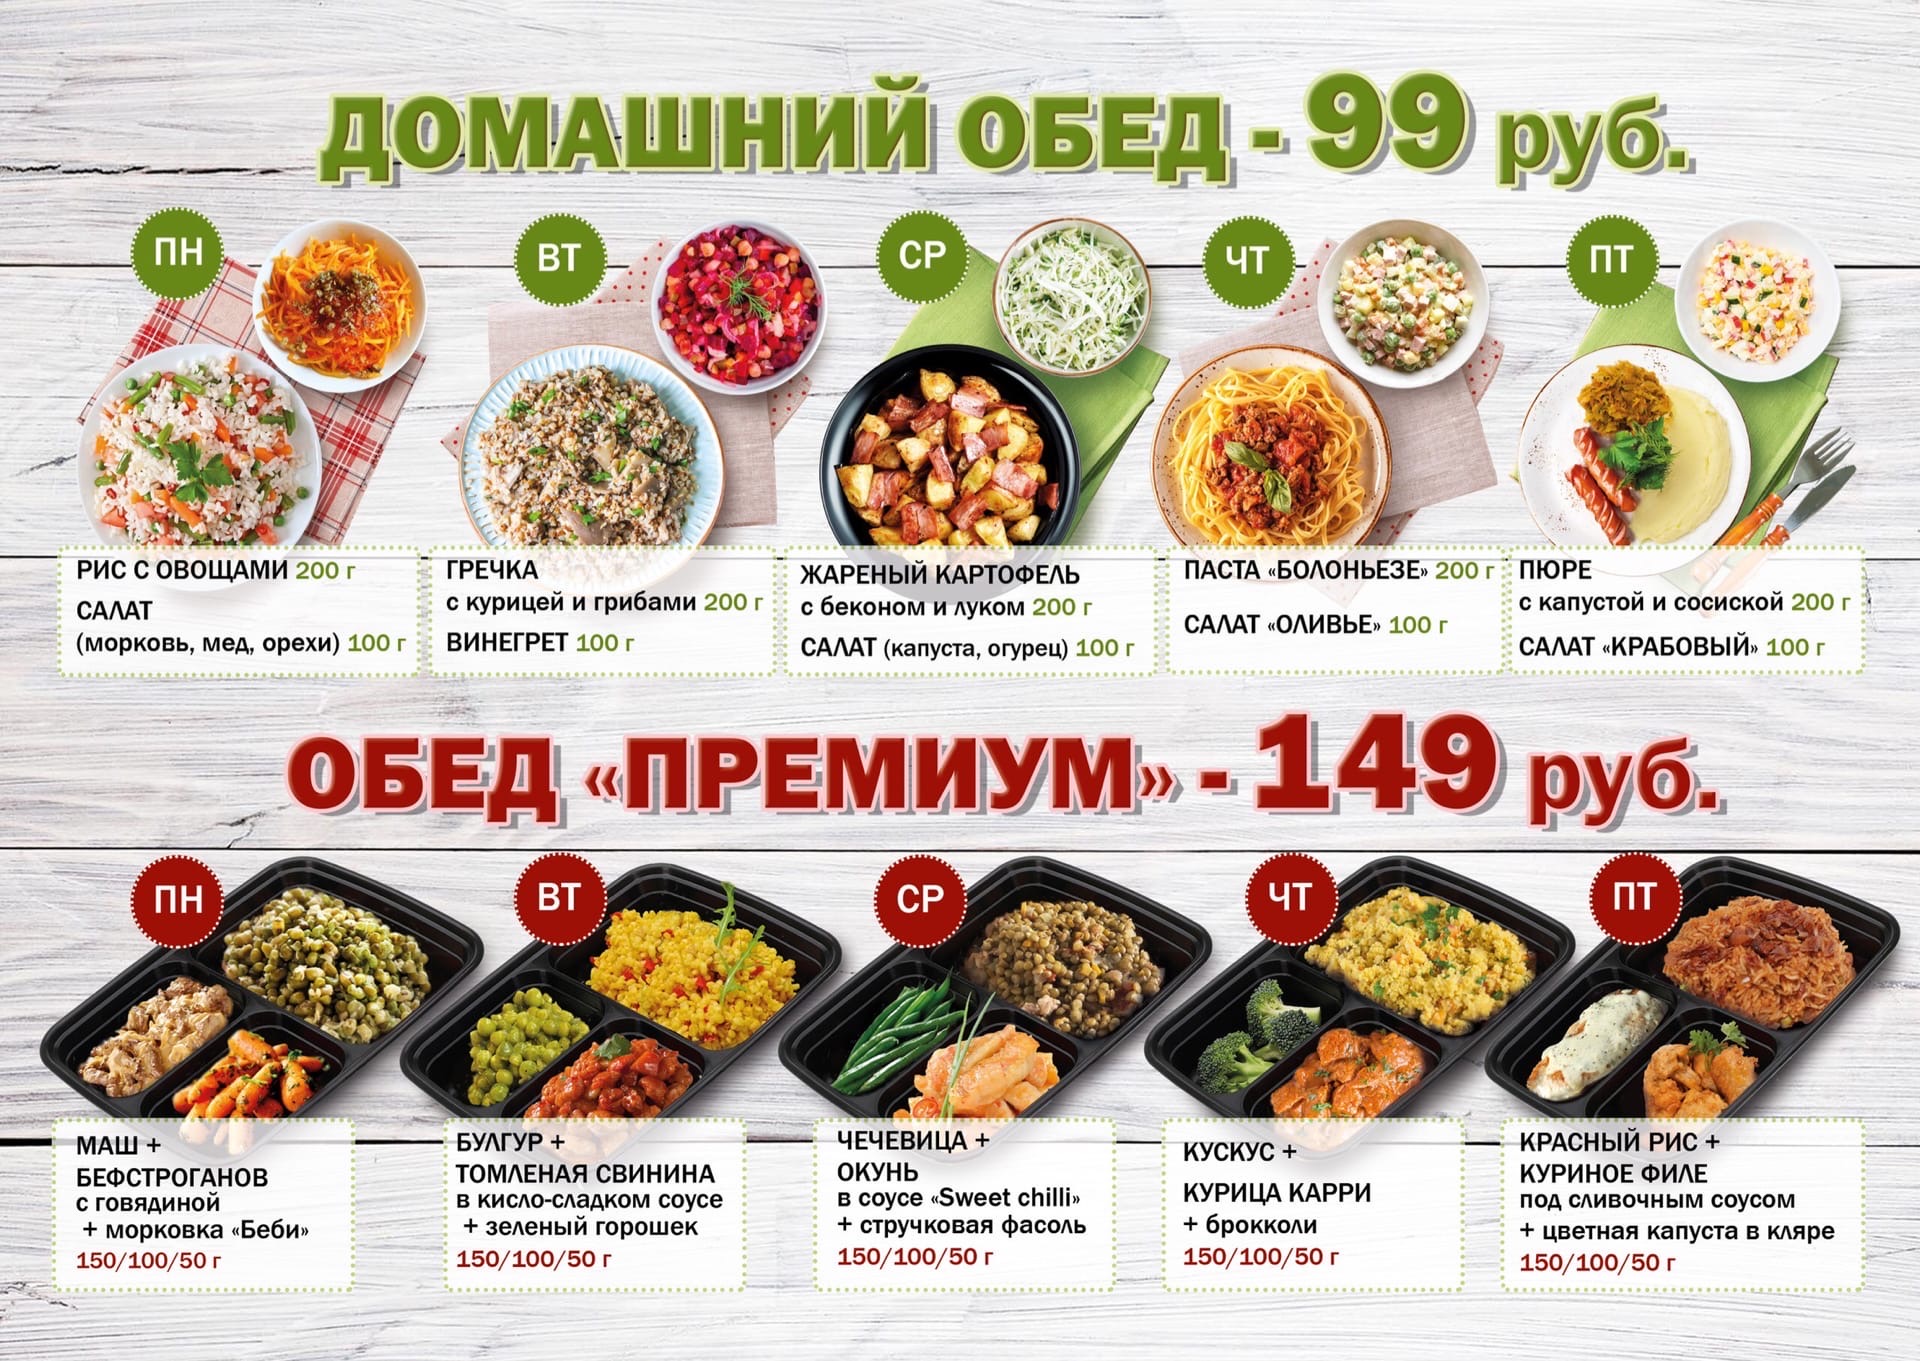 ДОМАШНИЙ ОБЕД - 99 руб.
ПН
ВТ
СР
ЧТ
ПТ
РИС С ОВОЩАМИ 200 г
САЛАТ
(морковь, мед, орехи) 100 г
ГРЕЧКА
с курицей и грибами 200 г
ВИНЕГРЕТ 100 г
ЖАРЕНЫЙ КАРТОФЕЛЬ
с беконом и луком 200 г
САЛАТ (капуста, огурец) 100 г
ПАСТА «БОЛОНЬЕЗЕ» 200 г
САЛАТ «ОЛИВЬЕ» 100 г
ПЮРЕ
с капустой и сосиской 200 г
САЛАТ «КРАБОВЫЙ» 100 г
ОБЕД «ПРЕМИУМ» - 149 руб.
ПН
ВТ
СР
ЧТ
ПТ
МАШ +
БЕФСТРОГАНОВ
с говядиной
+ морковка «Беби»
150/100/50 г
БУЛГУР +
ТОМЛЕНАЯ СВИНИНА
в кисло-сладком соусе
+ зеленый горошек
150/100/50 г
ЧЕЧЕВИЦА +
ОКУНЬ
в соусе «Sweet chilli»
+ стручковая фасоль
150/100/50 г
КУСКУС +
КУРИЦА КАРРИ
+ брокколи
150/100/50 г
КРАСНЫЙ РИС +
КУРИНОЕ ФИЛЕ
под сливочным соусом
+ цветная капуста в кляре
150/100/50 г